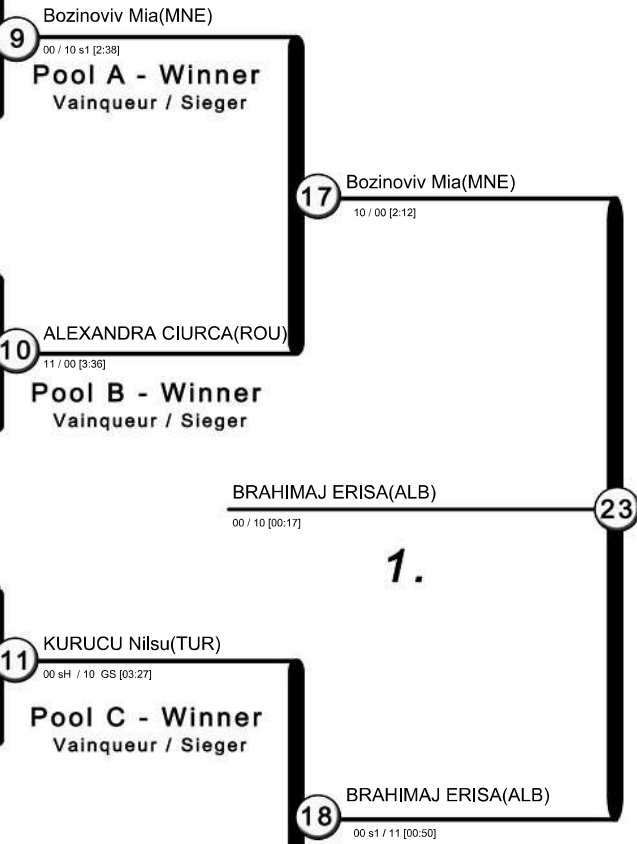 Bozinoviv Mia(MNE)
9
00 / 10 s1 [2:38]
Pool A - Winner
Vainqueur / Sieger
17
Bozinoviv Mia(MNE)
10 / 00 [2:12]
ALEXANDRA CIURCA(ROU)
10
11 / 00 [3:36]
Pool B - Winner
Vainqueur / Sieger
BRAHIMAJ ERISA(ALB)
23
00 / 10 [00:17]
1.
KURUCU Nilsu(TUR)
11
00 sH / 10 GS [03:27]
Pool C - Winner
Vainqueur / Sieger
BRAHIMAJ ERISA(ALB)
18
00 s1 / 11 [00:50]